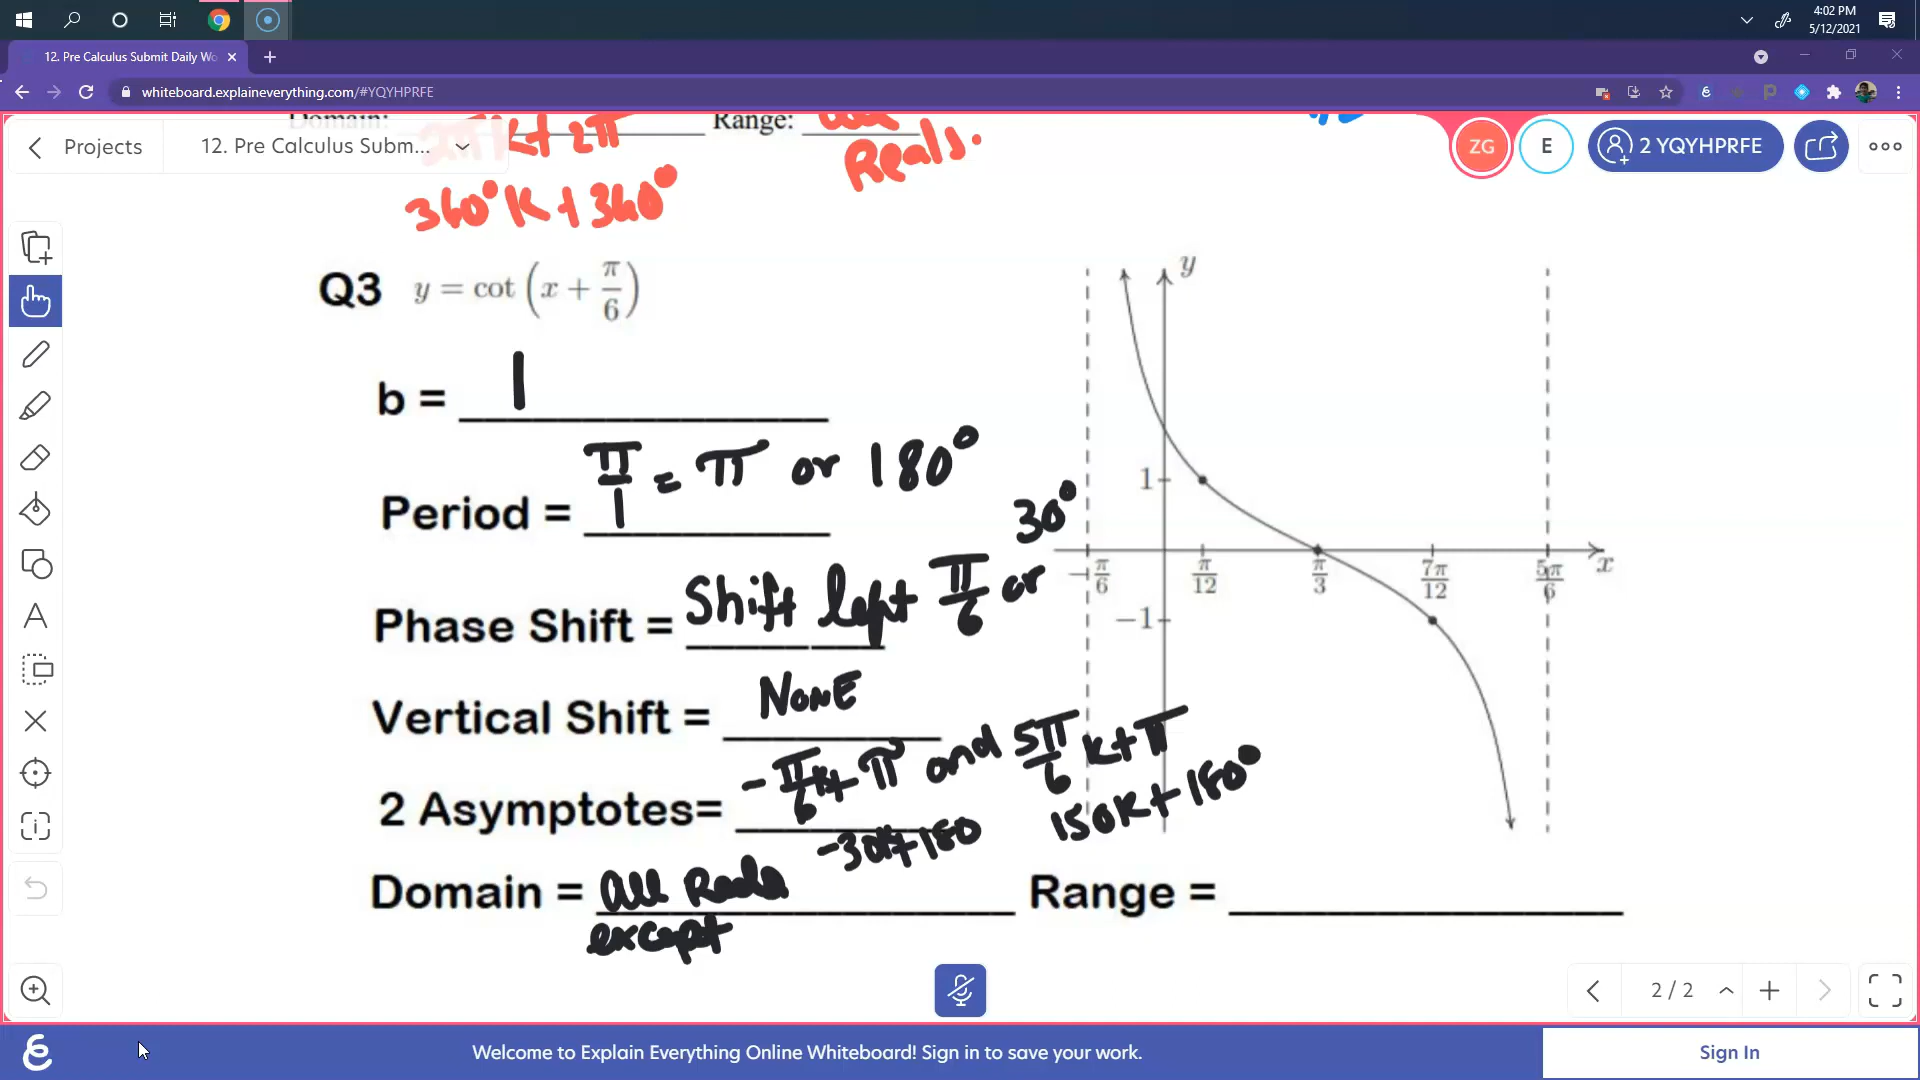 4:02 PM
5/12/2021
12. Pre Calculus Submit Daily Wo
whiteboard.explaineverything.com/#YQYHPRFE
Domain: Range:
Projects
12. Pre Calculus Subm...
2πk+2π
Reals.
360°K+360°
ZG
E
2 YQYHPRFE
Q3 y = cot (x + π/6)
b = 1
Period = π/1 = π or 180°
Phase Shift = Shift left π/6 or 30°
Vertical Shift = NONE
2 Asymptotes= -π/6 k+π and 5π/6 k+π
-30k+180 150k+180°
Domain = all Reals Range =
except
y
1
-1
x
-π/6 π/12 π/3 7π/12 5π/6
2 / 2
Welcome to Explain Everything Online Whiteboard! Sign in to save your work.
Sign In